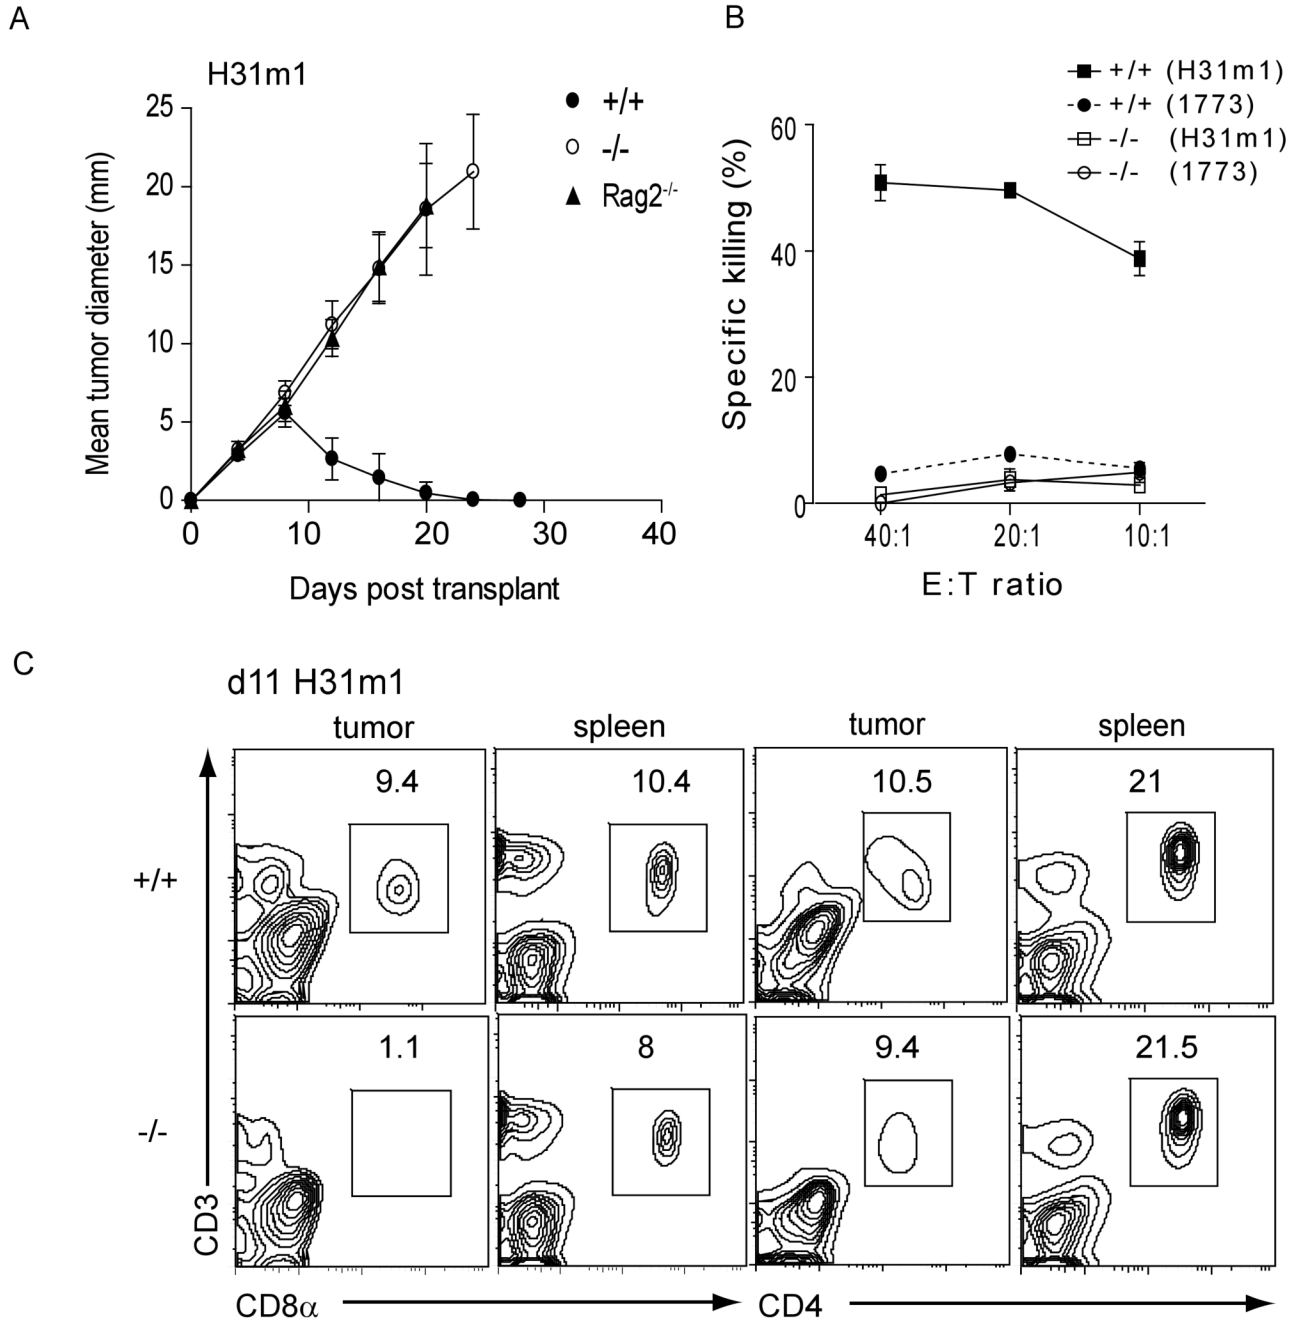 A
H31m1
+/+
-/-
Rag2-/-
Mean tumor diameter (mm)
25
20
15
10
5
0
0 10 20 30 40
Days post transplant
B
+/+ (H31m1)
+/+ (1773)
-/- (H31m1)
-/- (1773)
Specific killing (%)
60
40
20
0
40:1 20:1 10:1
E:T ratio
C
d11 H31m1
tumor spleen tumor spleen
+/+
9.4 10.4 10.5 21
-/-
1.1 8 9.4 21.5
CD3
CD8α CD4